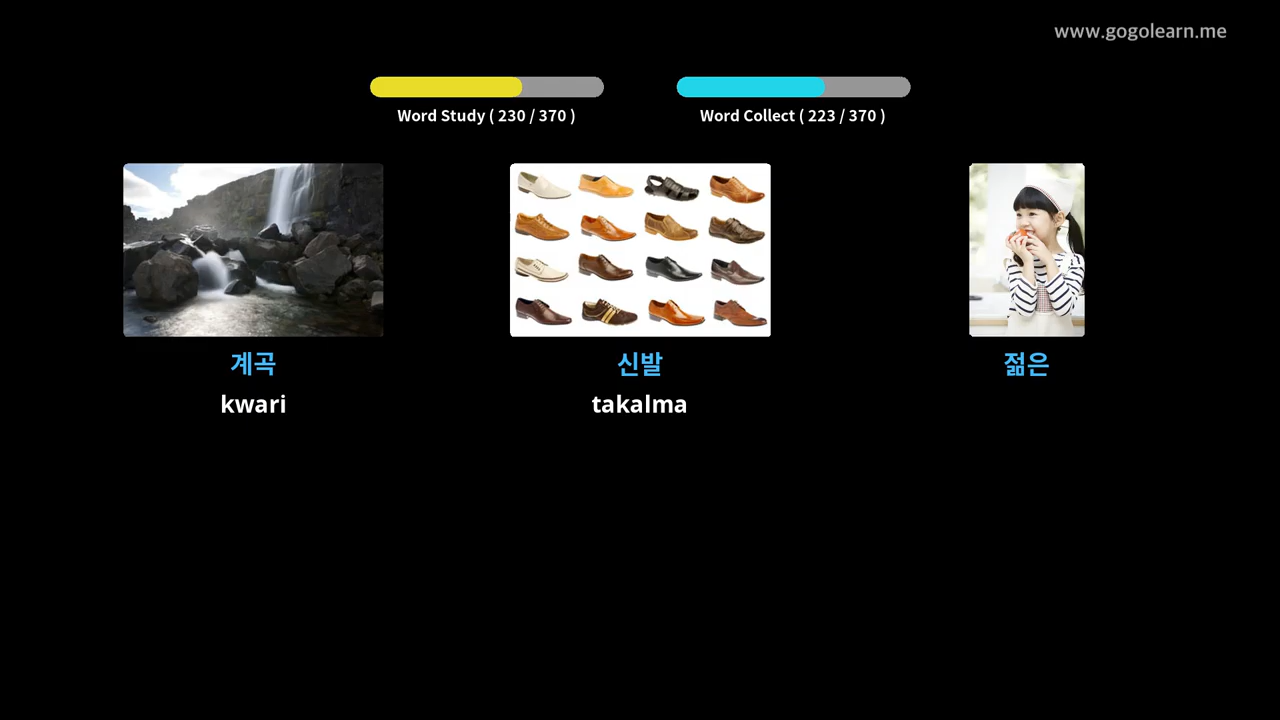 www.gogolearn.me
Word Study ( 230 / 370 )
Word Collect ( 223 / 370 )
계곡
신발
젊은
kwari
takalma